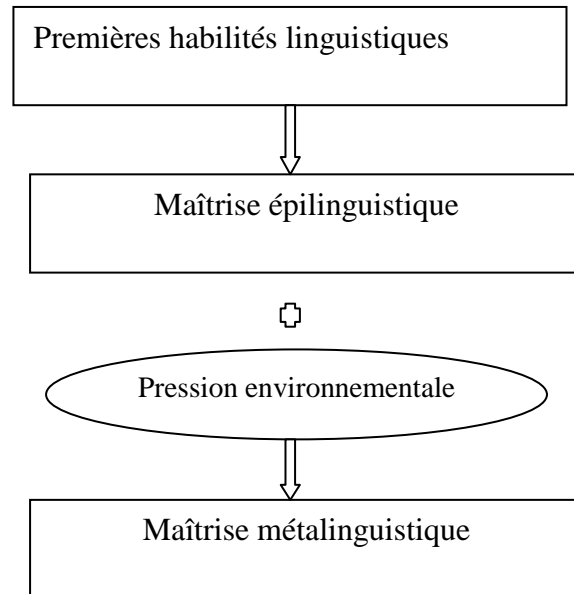 Premières habilités linguistiques
Maîtrise épilinguistique
Pression environnementale
Maîtrise métalinguistique